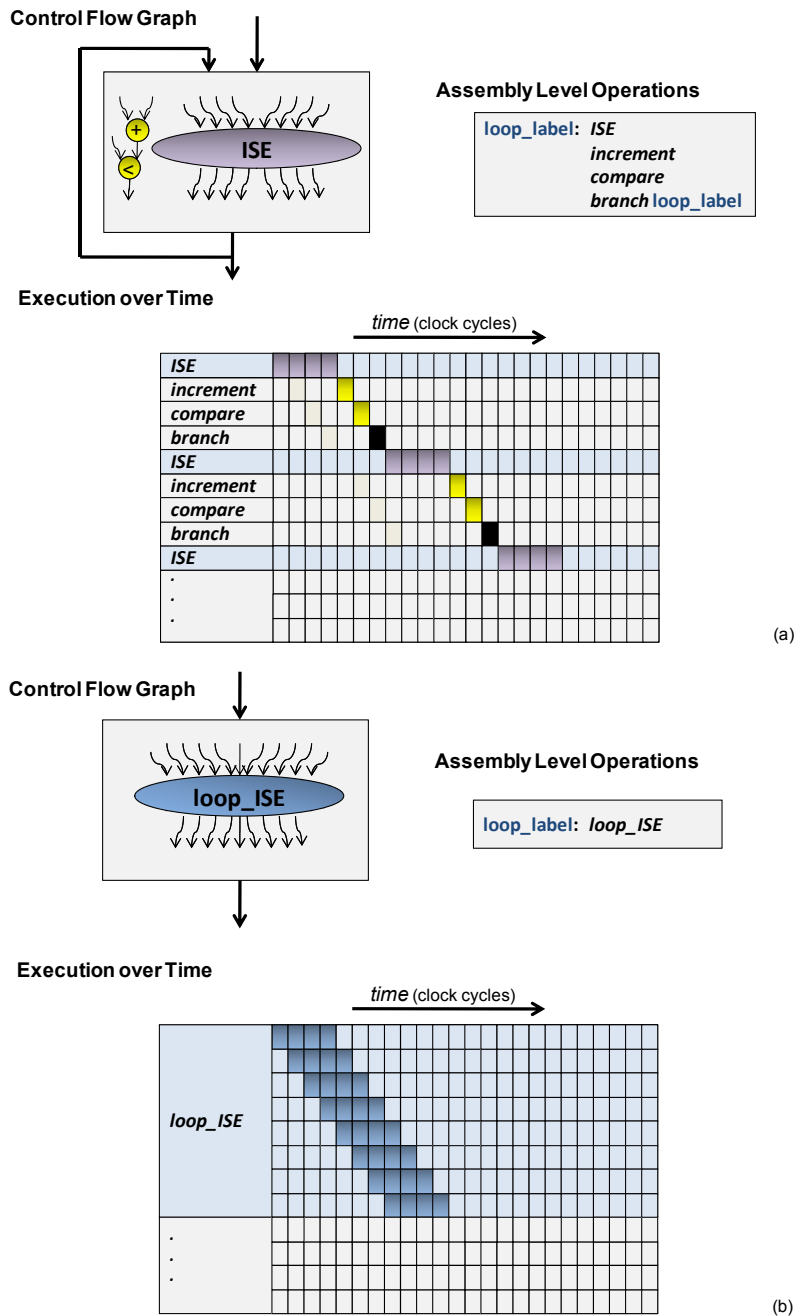 Control Flow Graph
+
<
ISE
Assembly Level Operations
loop_label: ISE
increment
compare
branch loop_label
Execution over Time
time (clock cycles)
ISE
increment
compare
branch
ISE
increment
compare
branch
ISE
.
.
.
(a)
Control Flow Graph
loop_ISE
Assembly Level Operations
loop_label: loop_ISE
Execution over Time
time (clock cycles)
loop_ISE
.
.
.
(b)